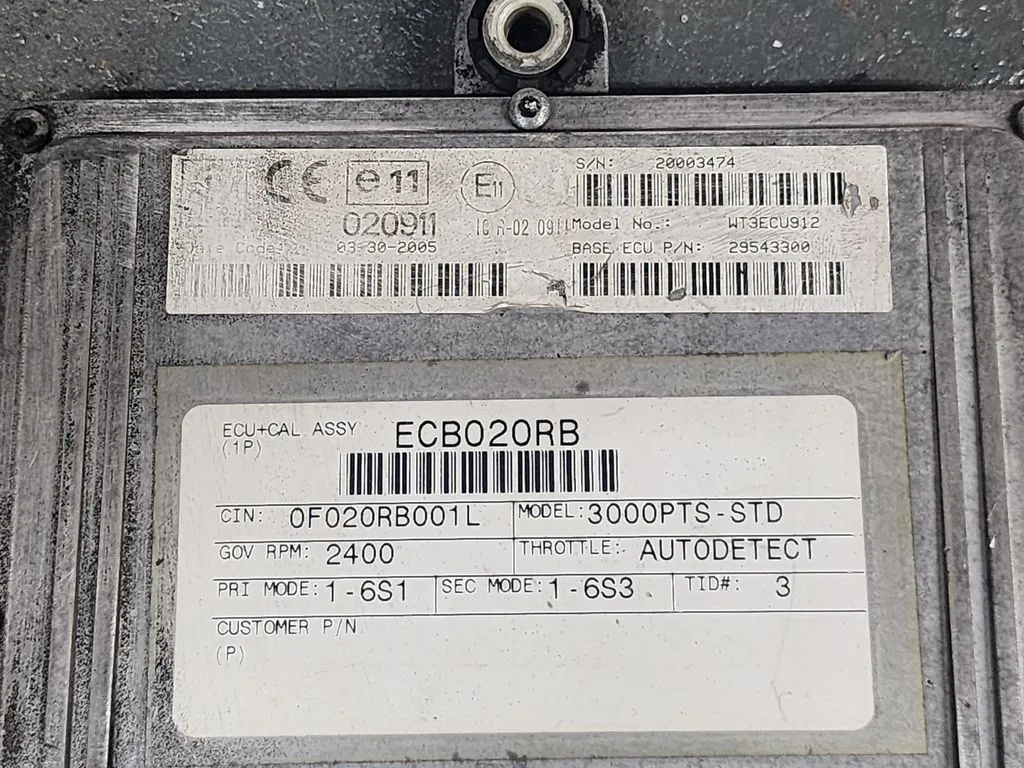 CE e11 E11
020911 10 R-02 0911
Date Code: 03-30-2005
S/N: 20003474
Model No.: WT3ECU912
BASE ECU P/N: 29543300
ECU+CAL ASSY ECB020RB
(1P)
CIN: 0F020RB001L MODEL: 3000PTS-STD
GOV RPM: 2400 THROTTLE: AUTODETECT
PRI MODE: 1-6S1 SEC MODE: 1-6S3 TID#: 3
CUSTOMER P/N
(P)